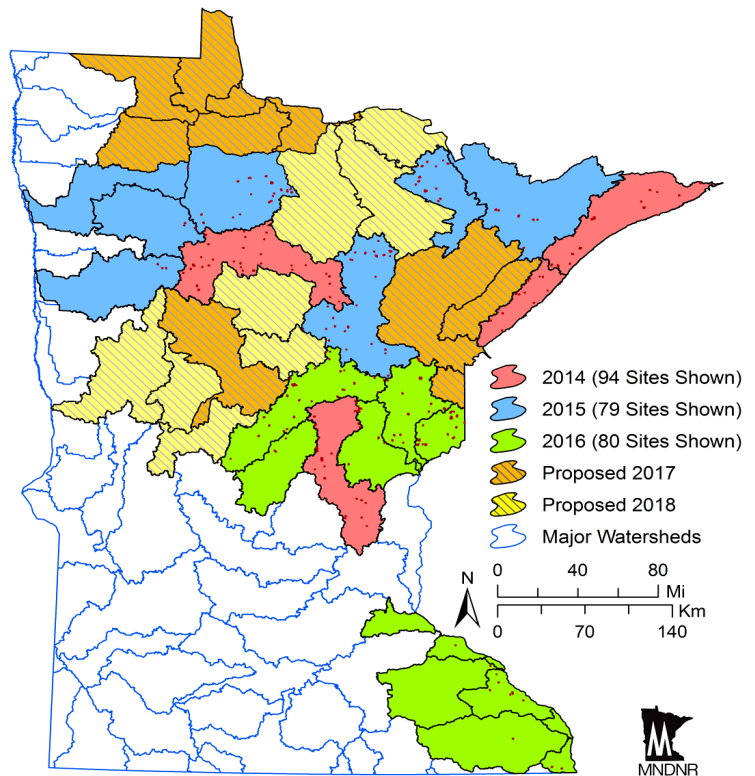 2014 (94 Sites Shown)
2015 (79 Sites Shown)
2016 (80 Sites Shown)
Proposed 2017
Proposed 2018
Major Watersheds
N
0 40 80
Mi
Km
0 70 140
M
MNDNR